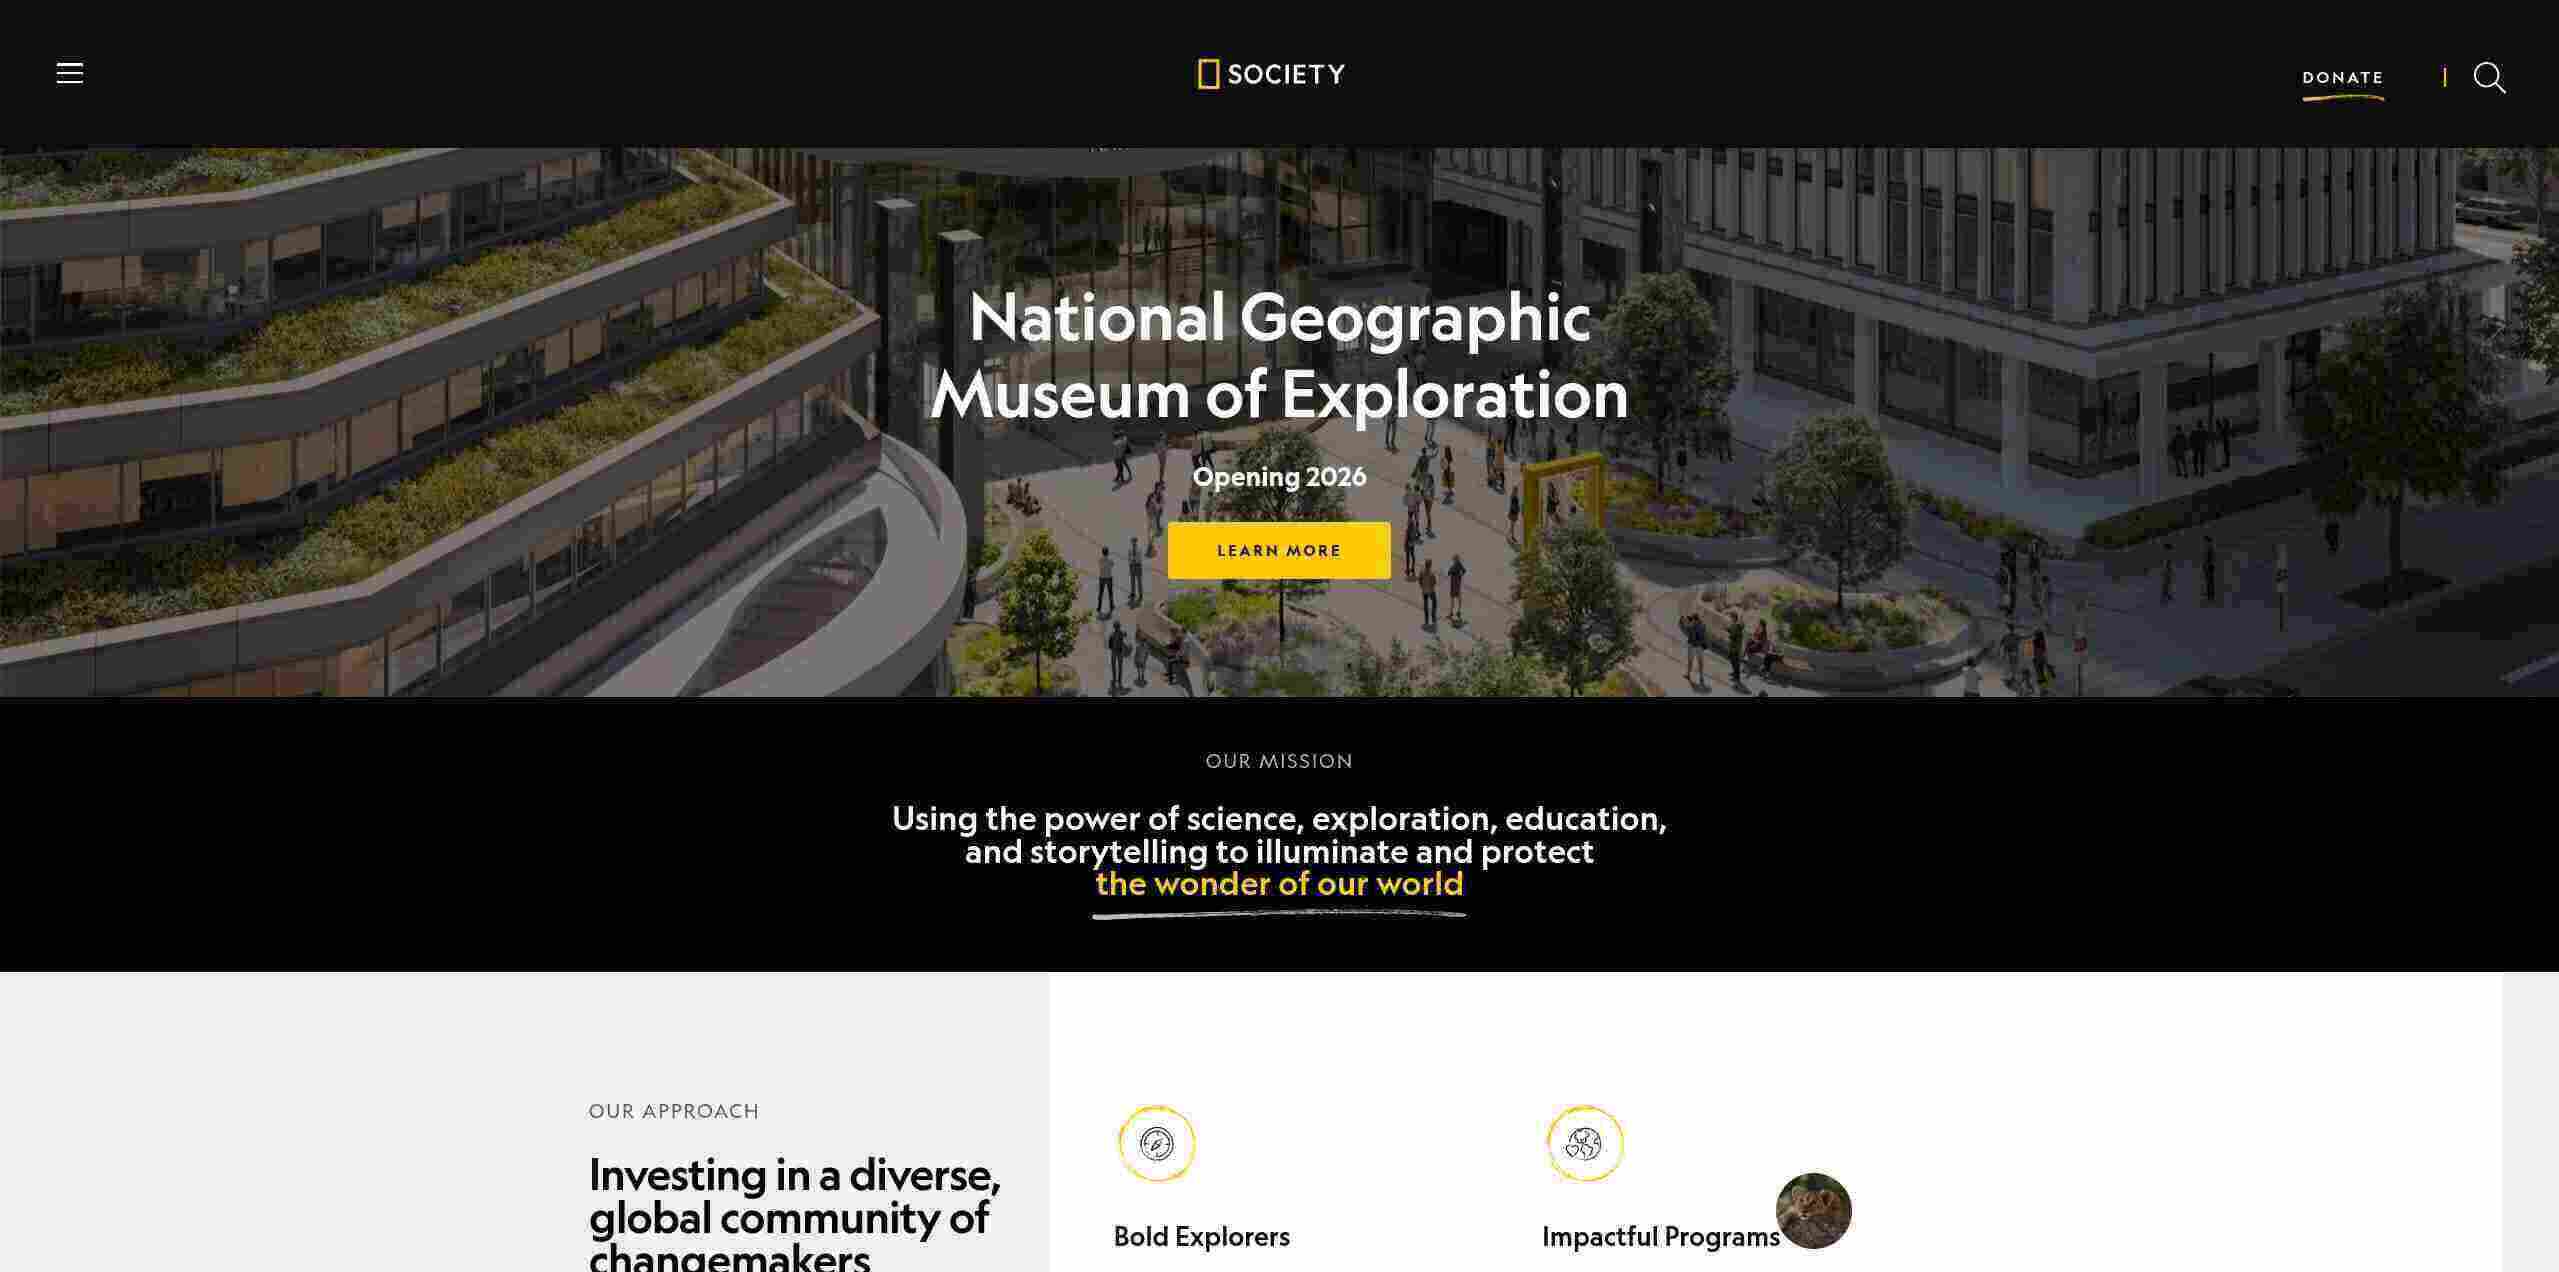 SOCIETY
DONATE
National Geographic
Museum of Exploration
Opening 2026
LEARN MORE
OUR MISSION
Using the power of science, exploration, education,
and storytelling to illuminate and protect
the wonder of our world
OUR APPROACH
Investing in a diverse,
global community of
changemakers
Bold Explorers
Impactful Programs